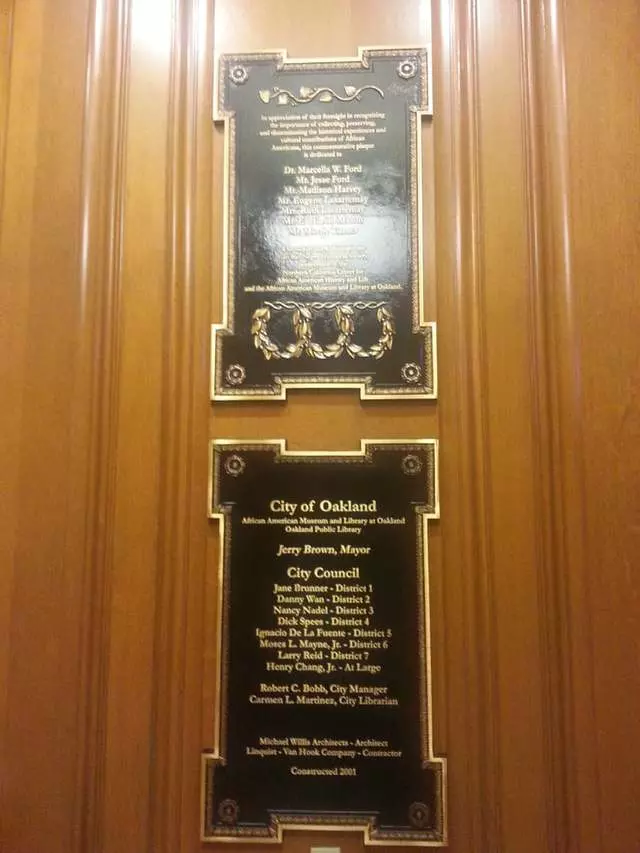 In appreciation of their foresight in recognizing
the importance of collecting, preserving,
and disseminating the historical experiences and
cultural contributions of African
Americans, this commemorative plaque
is dedicated to
Dr. Marcella W. Ford
Mr. Jesse Ford
Mr. Madison Harvey
Mr. Eugene Lasartemay
Mrs. Ruth Lasartemay
Northern California Center for
African American History and Life
and the African American Museum and Library at Oakland.
City of Oakland
African American Museum and Library at Oakland
Oakland Public Library
Jerry Brown, Mayor
City Council
Jane Brunner - District 1
Danny Wan - District 2
Nancy Nadel - District 3
Dick Spees - District 4
Ignacio De La Fuente - District 5
Moses L. Mayne, Jr. - District 6
Larry Reid - District 7
Henry Chang, Jr. - At Large
Robert C. Bobb, City Manager
Carmen L. Martinez, City Librarian
Michael Willis Architects - Architect
Linquist - Van Hook Company - Contractor
Constructed 2001